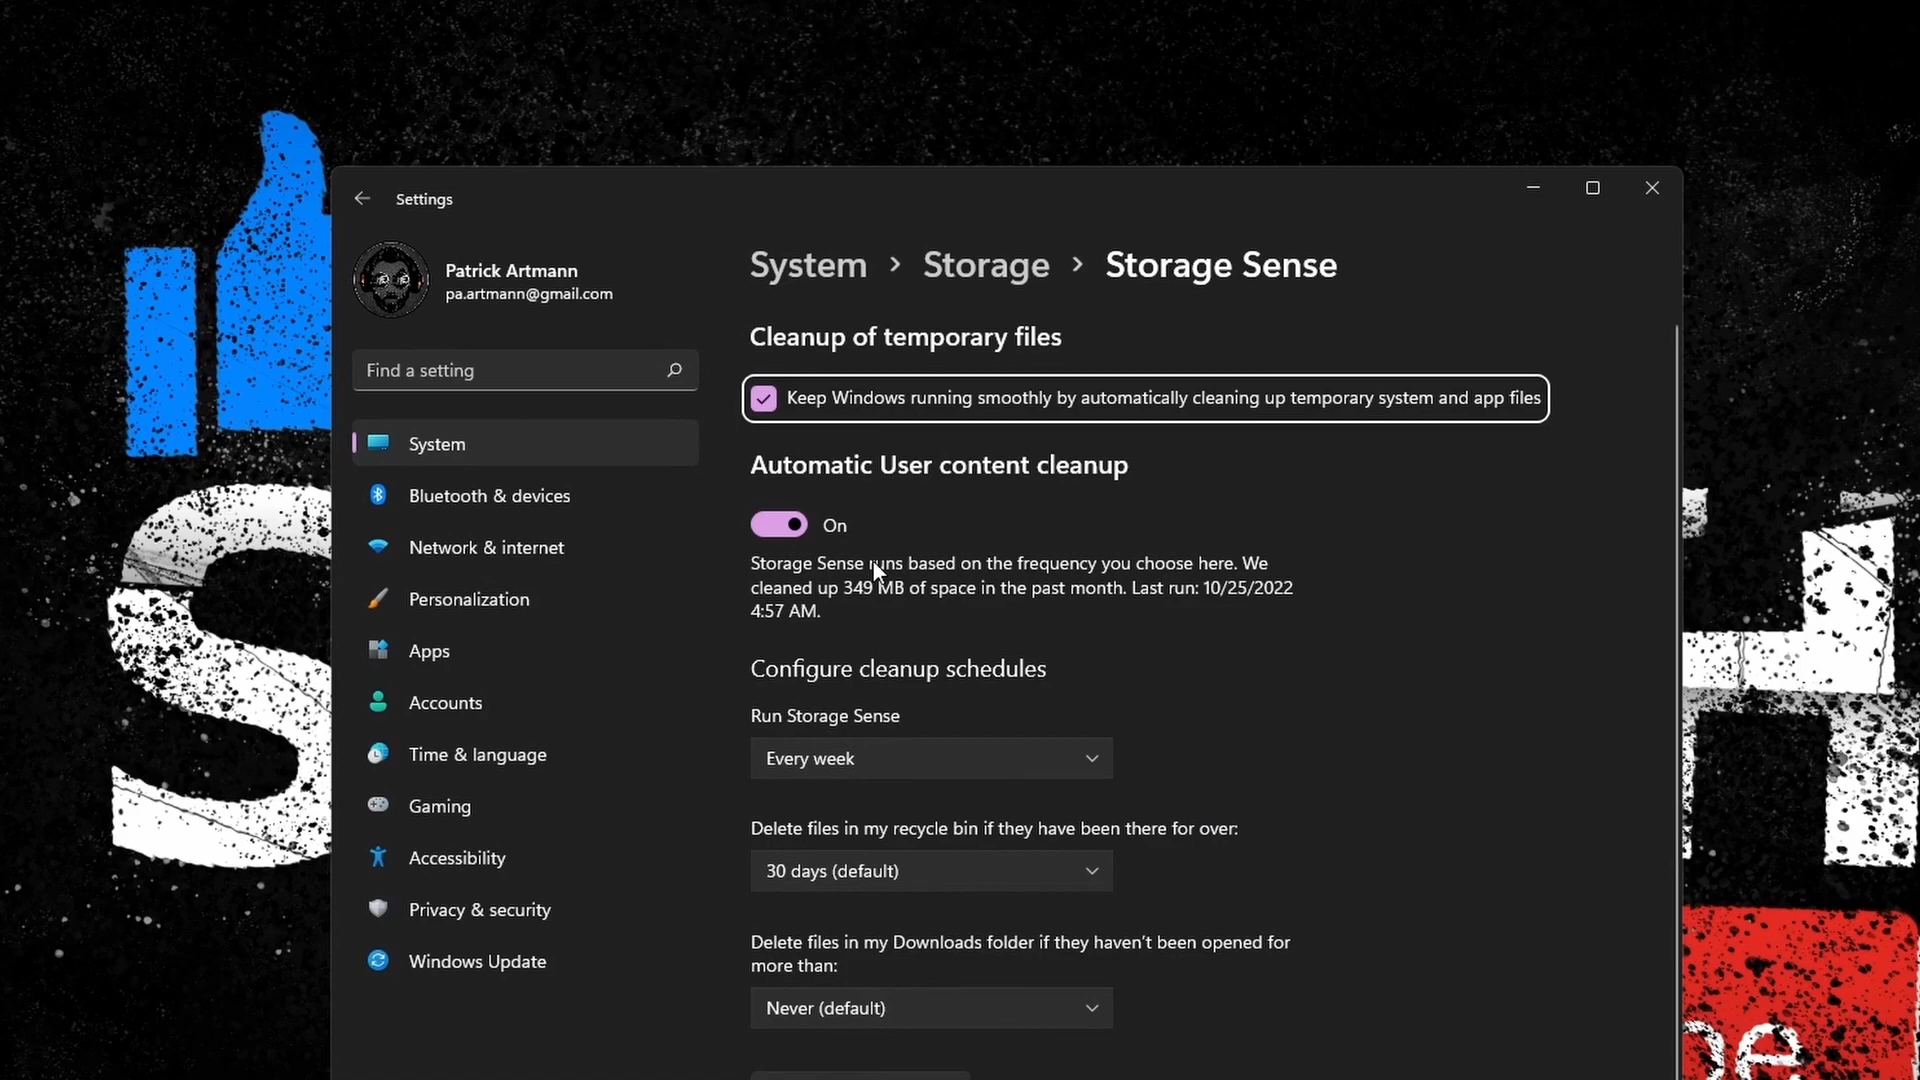 Settings
Patrick Artmann
pa.artmann@gmail.com
Find a setting
System
Bluetooth & devices
Network & internet
Personalization
Apps
Accounts
Time & language
Gaming
Accessibility
Privacy & security
Windows Update
System > Storage > Storage Sense
Cleanup of temporary files
Keep Windows running smoothly by automatically cleaning up temporary system and app files
Automatic User content cleanup
On
Storage Sense runs based on the frequency you choose here. We
cleaned up 349 MB of space in the past month. Last run: 10/25/2022
4:57 AM.
Configure cleanup schedules
Run Storage Sense
Every week
Delete files in my recycle bin if they have been there for over:
30 days (default)
Delete files in my Downloads folder if they haven't been opened for
more than:
Never (default)